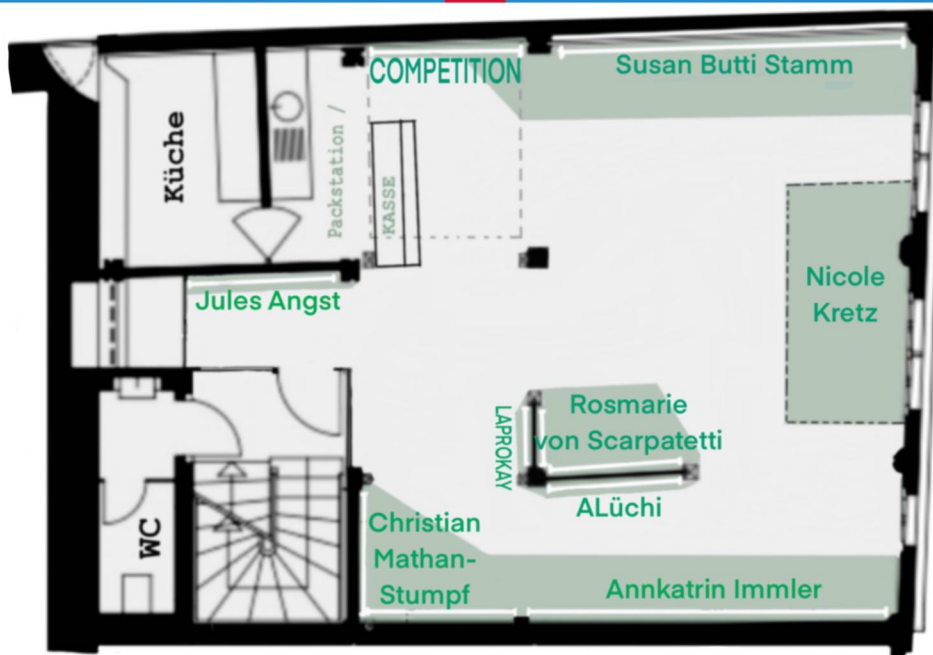 COMPETITION
Susan Butti Stamm
Küche
Packstation /
KASSE
Jules Angst
Nicole
Kretz
LAPROKAY
Rosmarie
von Scarpatetti
ALüchi
WC
Christian
Mathan-
Stumpf
Annkatrin Immler